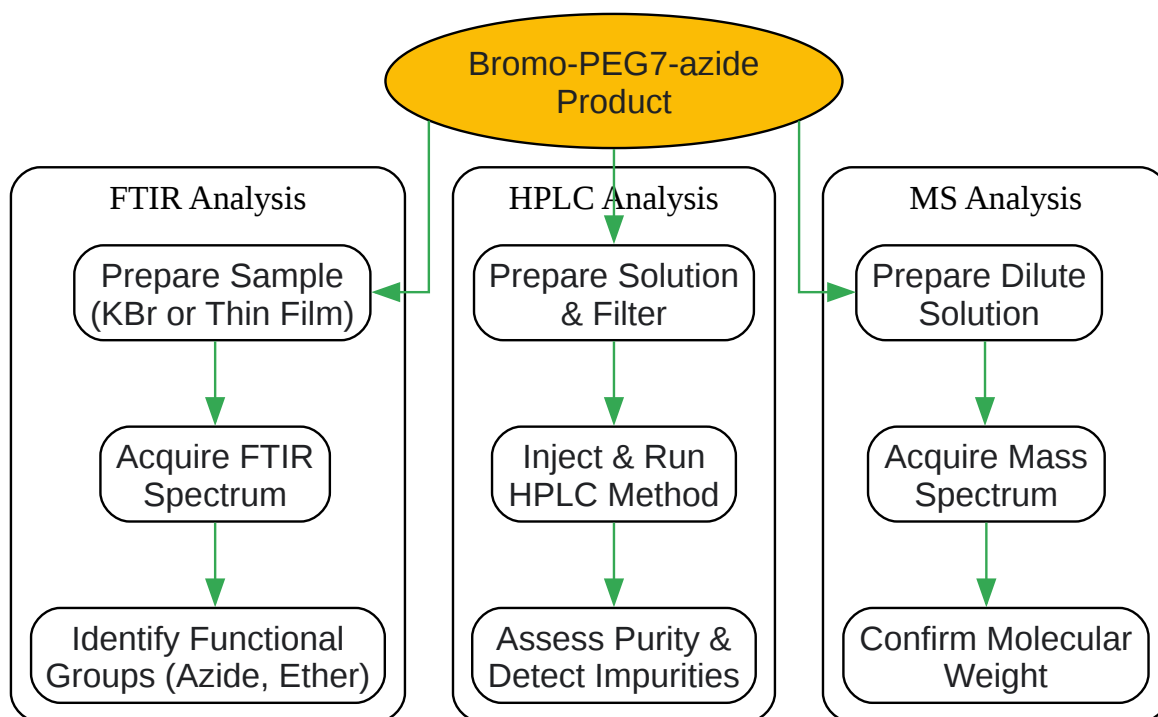 Bromo-PEG7-azide
Product
FTIR Analysis
Prepare Sample
(KBr or Thin Film)
Acquire FTIR
Spectrum
Identify Functional
Groups (Azide, Ether)
HPLC Analysis
Prepare Solution
& Filter
Inject & Run
HPLC Method
Assess Purity &
Detect Impurities
MS Analysis
Prepare Dilute
Solution
Acquire Mass
Spectrum
Confirm Molecular
Weight